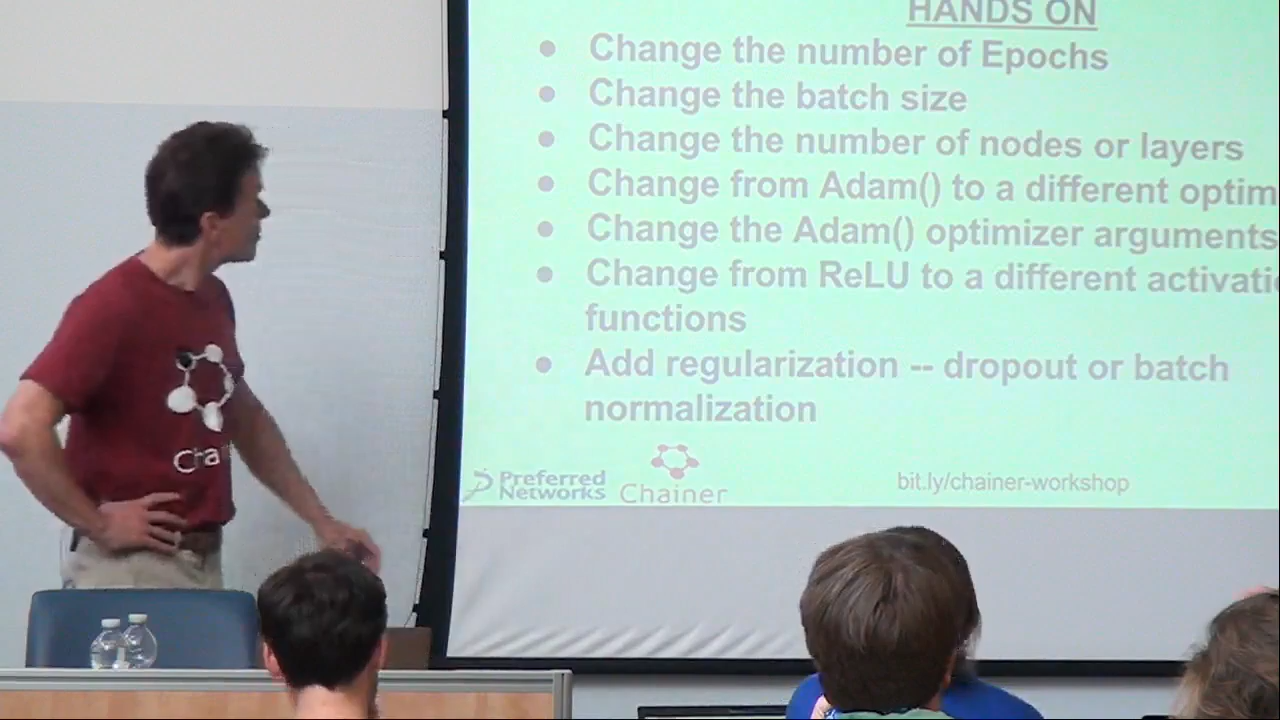 HANDS ON
● Change the number of Epochs
● Change the batch size
● Change the number of nodes or layers
● Change from Adam() to a different optim
● Change the Adam() optimizer arguments
● Change from ReLU to a different activati
functions
● Add regularization -- dropout or batch
normalization
Preferred
Networks
Chainer
bit.ly/chainer-workshop
Cha